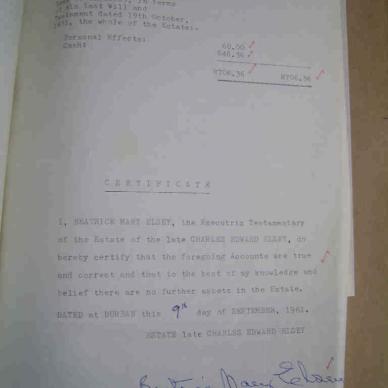 in terms
Last Will and
Testament dated 19th October,
the whole of the Estate:
Personal Effects: 60.00
Cash: 646.36
R706.36 R706.36
CERTIFICATE
I, BEATRICE MARY ELSEY, the Executrix Testamentary
of the Estate of the late CHARLES EDWARD ELSEY, do
hereby certify that the foregoing Accounts are true
and correct and that to the best of my knowledge and
belief there are no further assets in the Estate.
DATED at DURBAN this 9th day of SEPTEMBER, 1961.
ESTATE late CHARLES EDWARD ELSEY
Beatrice Mary Elsey